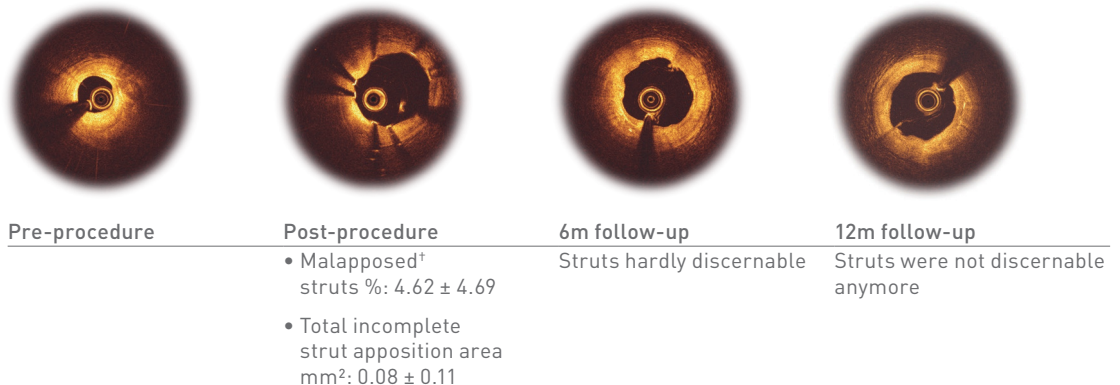 Pre-procedure
Post-procedure
• Malapposed†
struts %: 4.62 ± 4.69
• Total incomplete
strut apposition area
mm²: 0.08 ± 0.11
6m follow-up
Struts hardly discernable
12m follow-up
Struts were not discernable
anymore